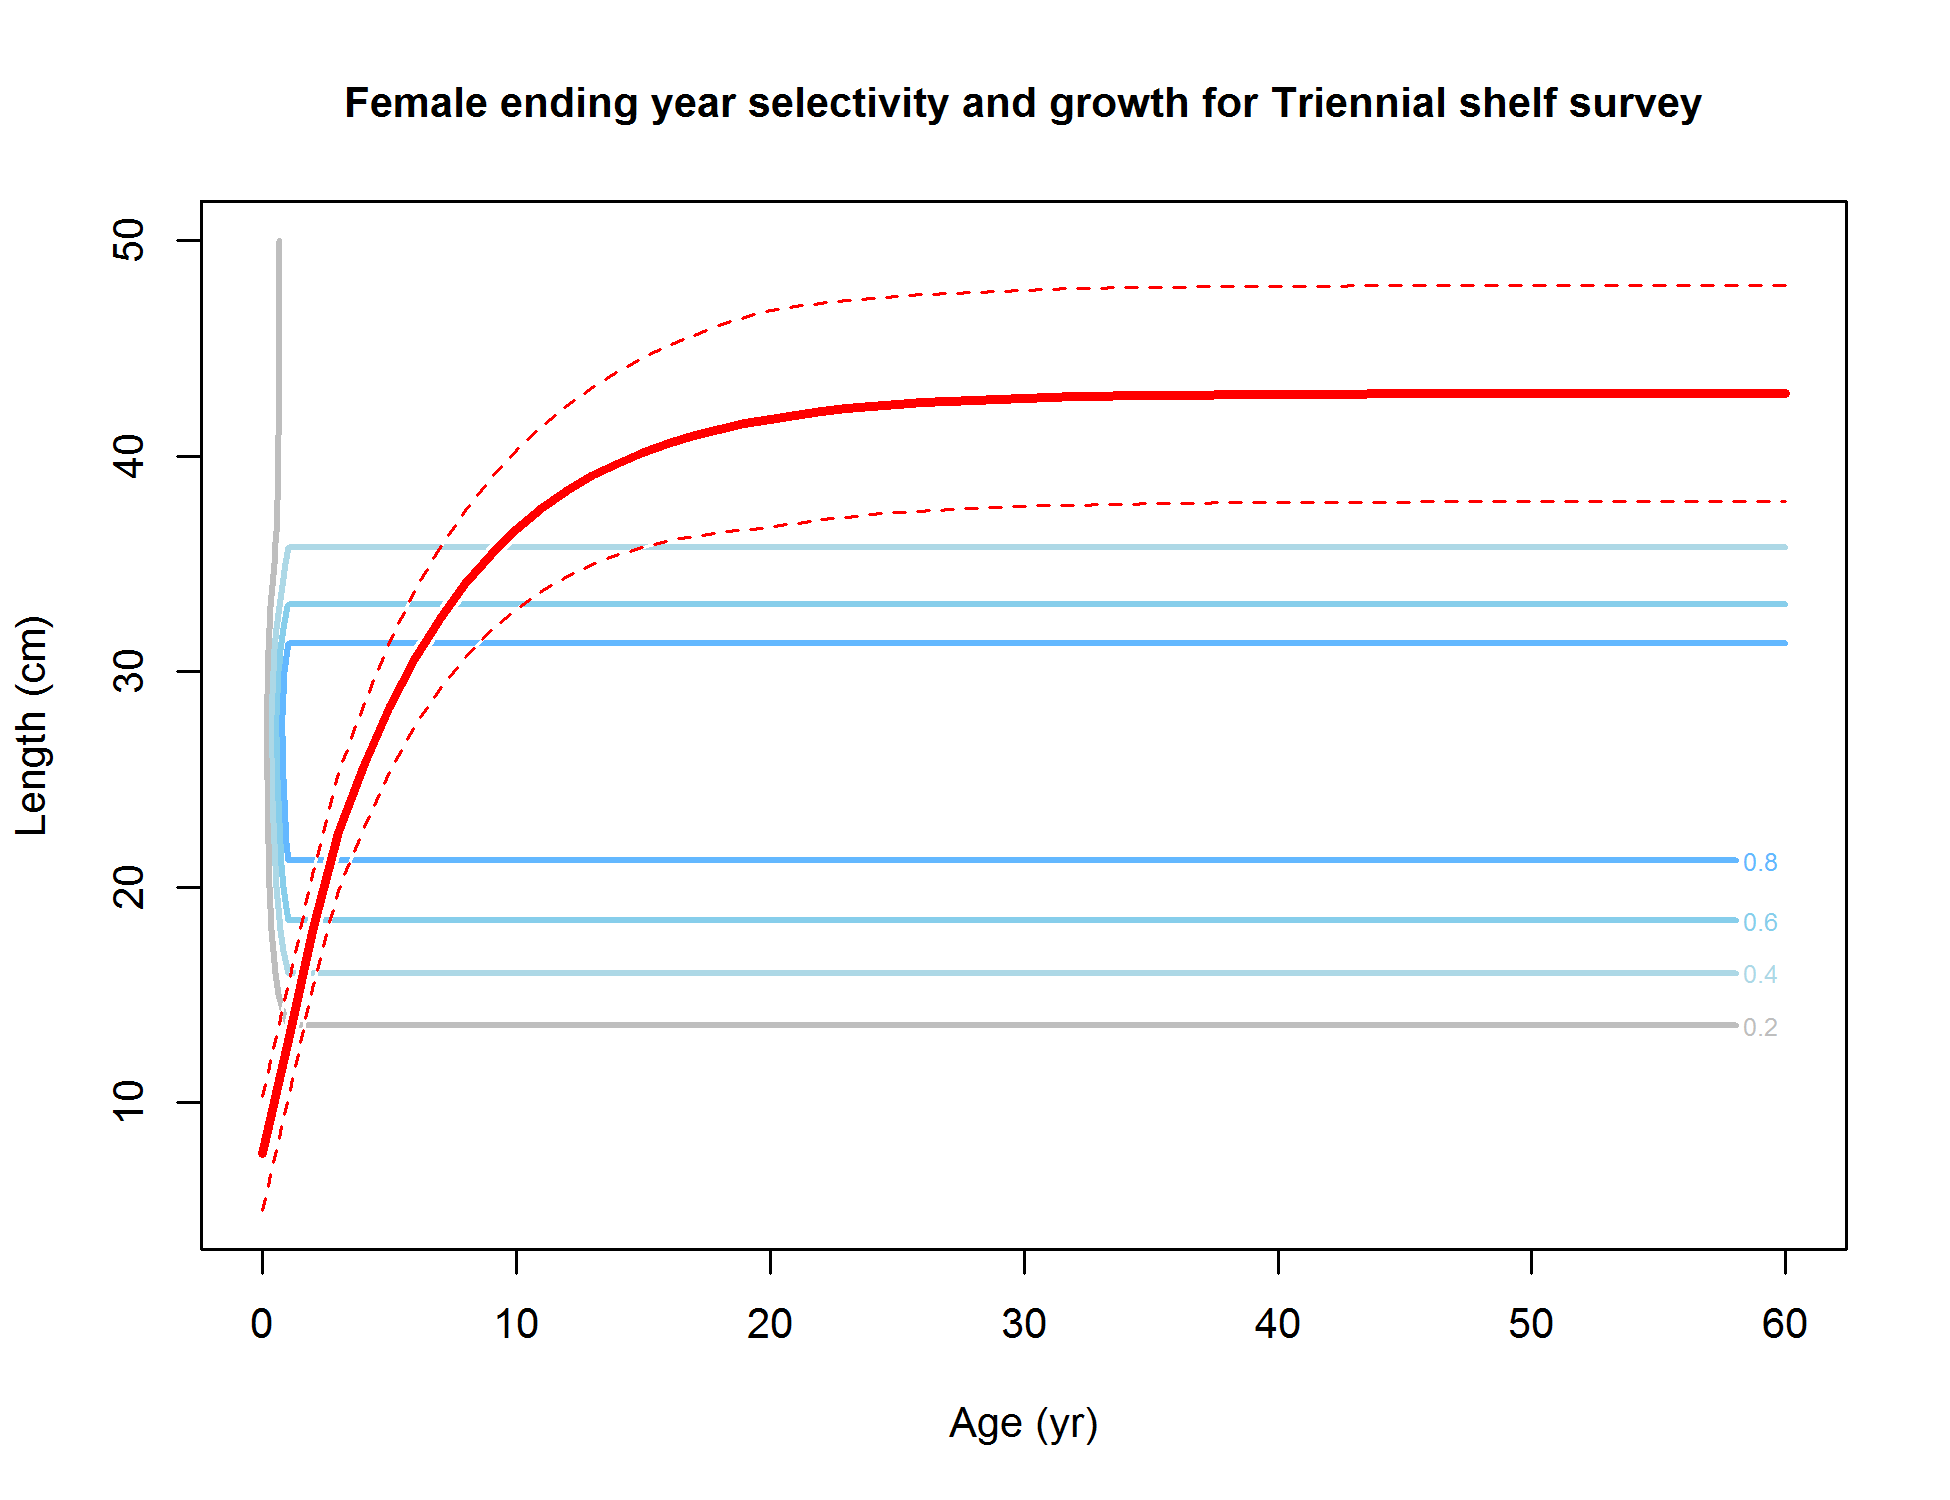 Female ending year selectivity and growth for Triennial shelf survey
50
40
30
20
10
Length (cm)
0.8
0.6
0.4
0.2
0 10 20 30 40 50 60
Age (yr)